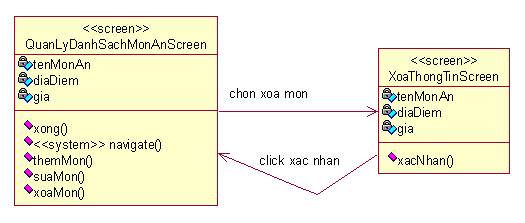 <<screen>>
QuanLyDanhSachMonAnScreen
tenMonAn
diaDiem
gia
xong()
<<system>> navigate()
themMon()
suaMon()
xoaMon()
chon xoa mon
click xac nhan
<<screen>>
XoaThongTinScreen
tenMonAn
diaDiem
gia
xacNhan()